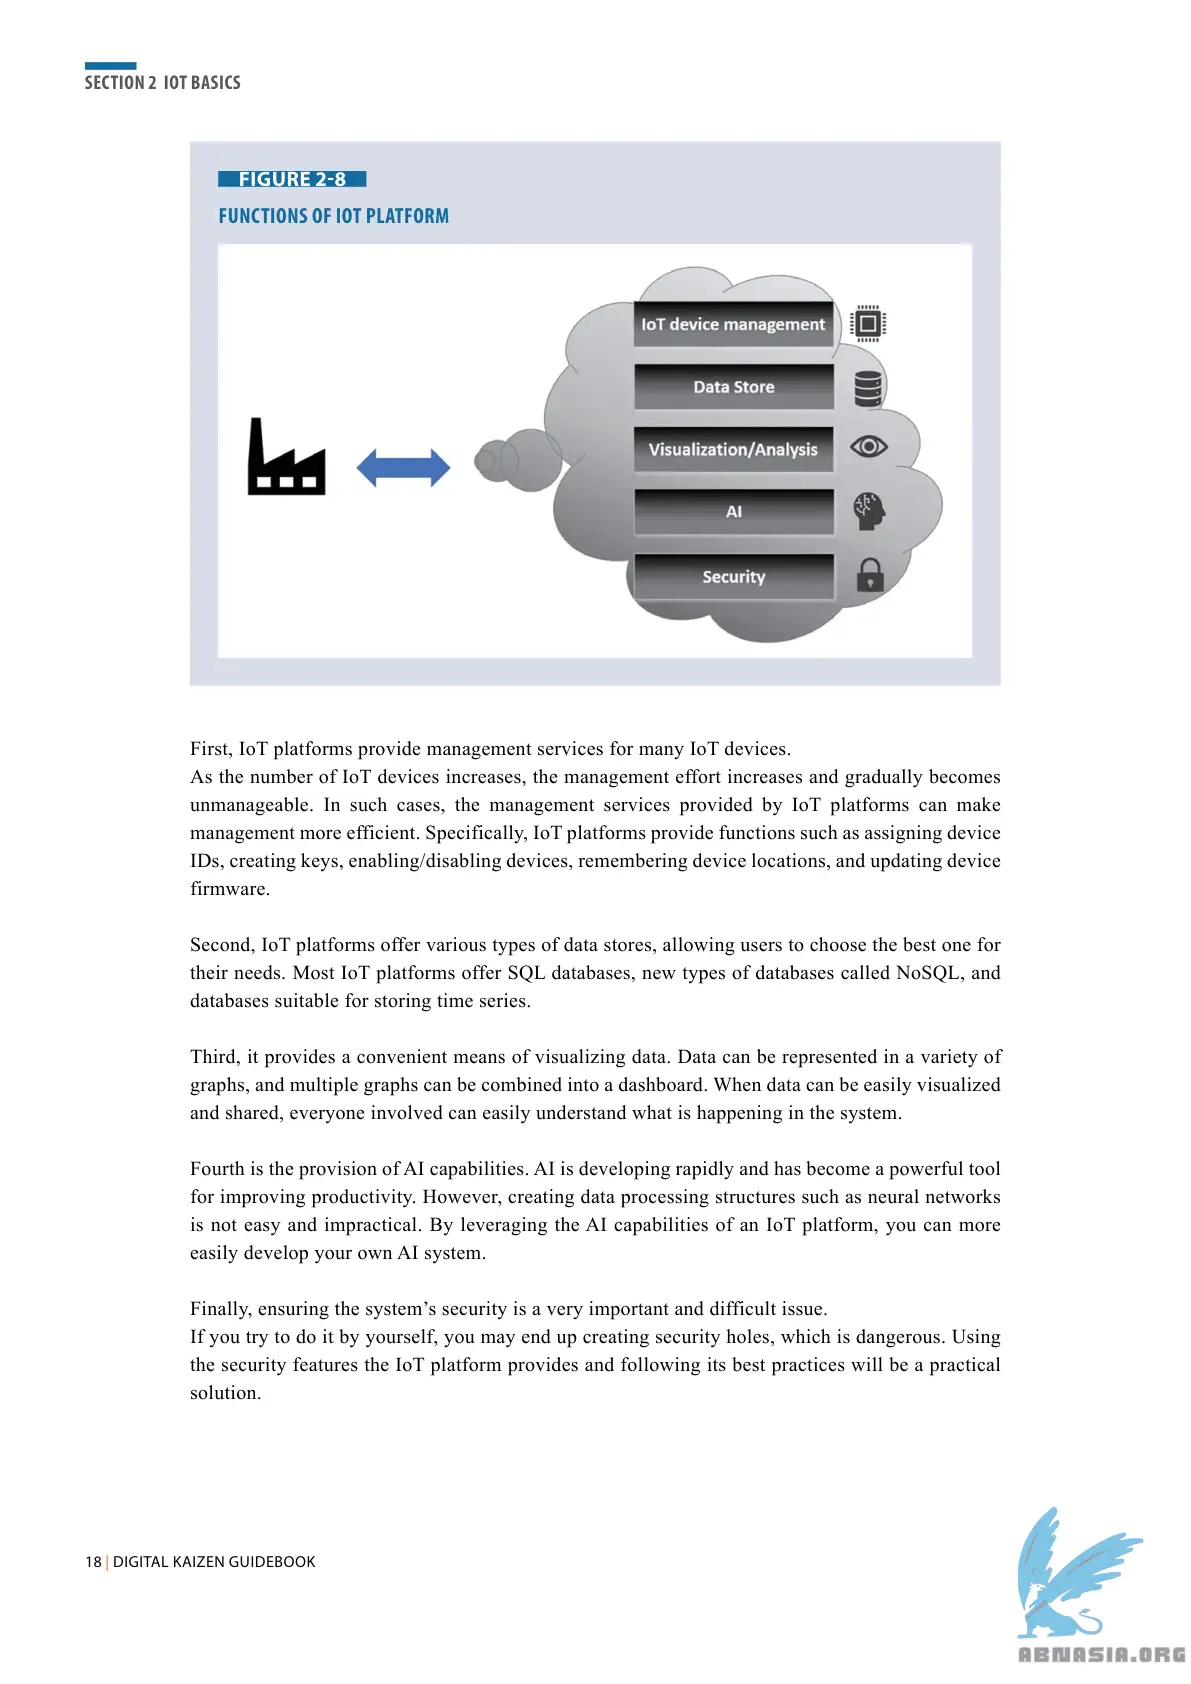 SECTION 2 IOT BASICS
FIGURE 2-8
FUNCTIONS OF IOT PLATFORM
IoT device management
Data Store
Visualization/Analysis
AI
Security
First, IoT platforms provide management services for many IoT devices.
As the number of IoT devices increases, the management effort increases and gradually becomes
unmanageable. In such cases, the management services provided by IoT platforms can make
management more efficient. Specifically, IoT platforms provide functions such as assigning device
IDs, creating keys, enabling/disabling devices, remembering device locations, and updating device
firmware.
Second, IoT platforms offer various types of data stores, allowing users to choose the best one for
their needs. Most IoT platforms offer SQL databases, new types of databases called NoSQL, and
databases suitable for storing time series.
Third, it provides a convenient means of visualizing data. Data can be represented in a variety of
graphs, and multiple graphs can be combined into a dashboard. When data can be easily visualized
and shared, everyone involved can easily understand what is happening in the system.
Fourth is the provision of AI capabilities. AI is developing rapidly and has become a powerful tool
for improving productivity. However, creating data processing structures such as neural networks
is not easy and impractical. By leveraging the AI capabilities of an IoT platform, you can more
easily develop your own AI system.
Finally, ensuring the system’s security is a very important and difficult issue.
If you try to do it by yourself, you may end up creating security holes, which is dangerous. Using
the security features the IoT platform provides and following its best practices will be a practical
solution.
18 | DIGITAL KAIZEN GUIDEBOOK
ABNASIA.ORG